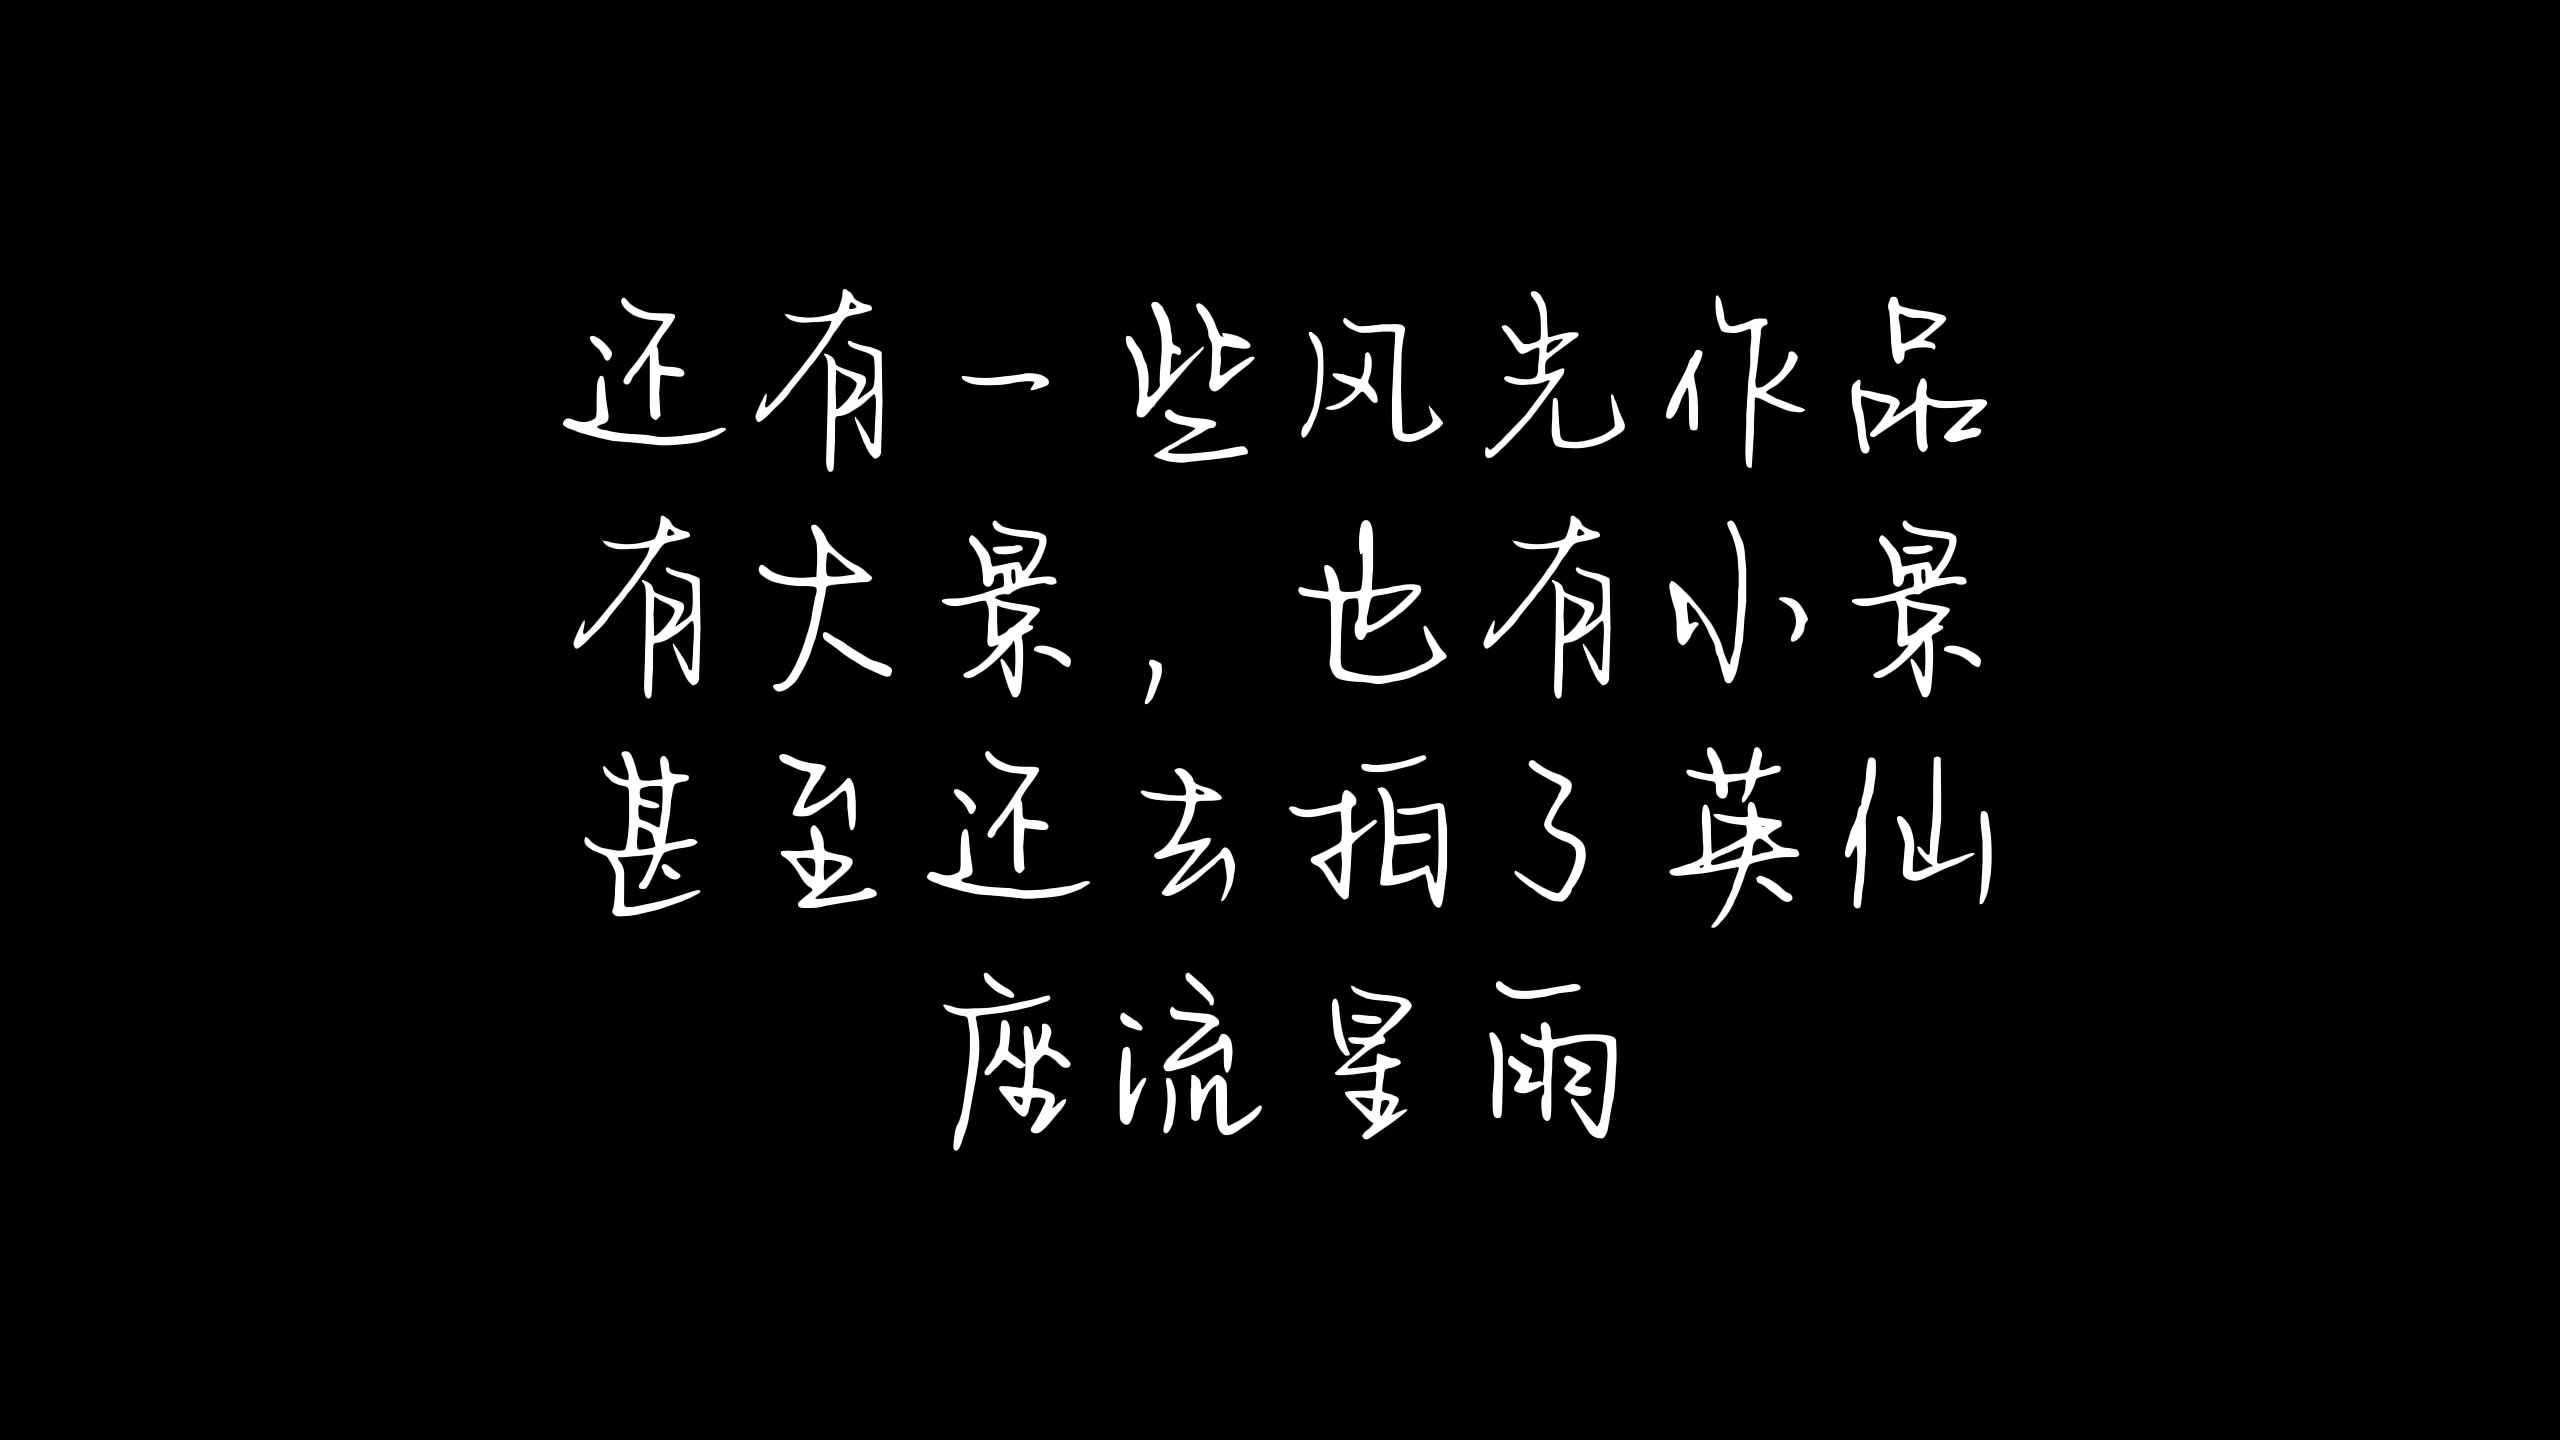 还有一些风光作品
有大景，也有小景
甚至还去拍了英仙
座流星雨